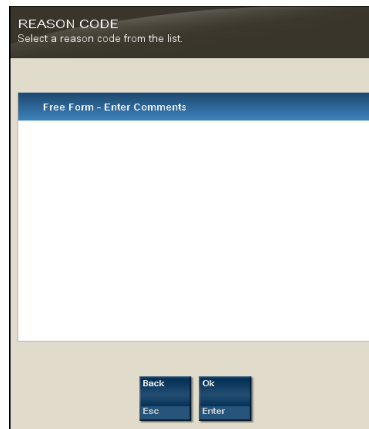 REASON CODE
Select a reason code from the list.
Free Form - Enter Comments
Back
Ok
Esc
Enter